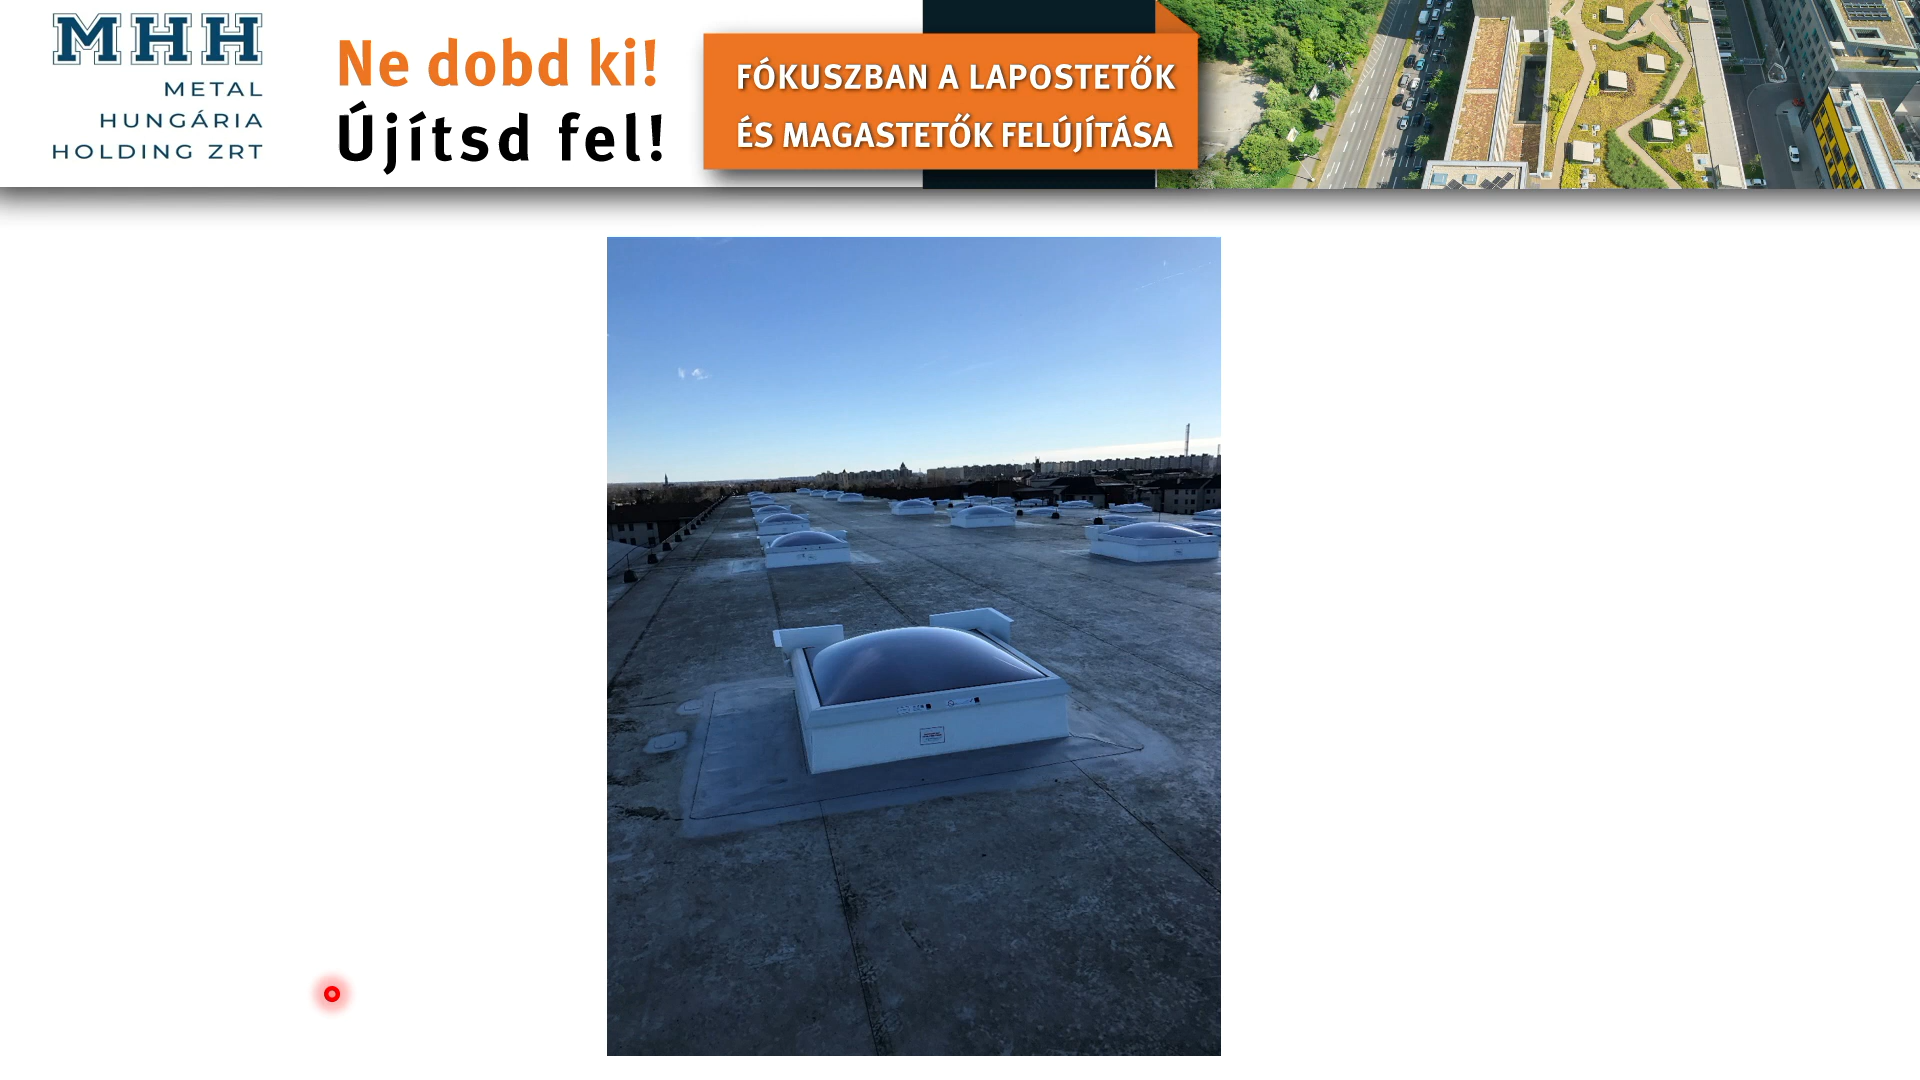 MHH
METAL
HUNGÁRIA
HOLDING ZRT
Ne dobd ki!
Újítsd fel!
FÓKUSZBAN A LAPOSTETŐK
ÉS MAGASTETŐK FELÚJÍTÁSA